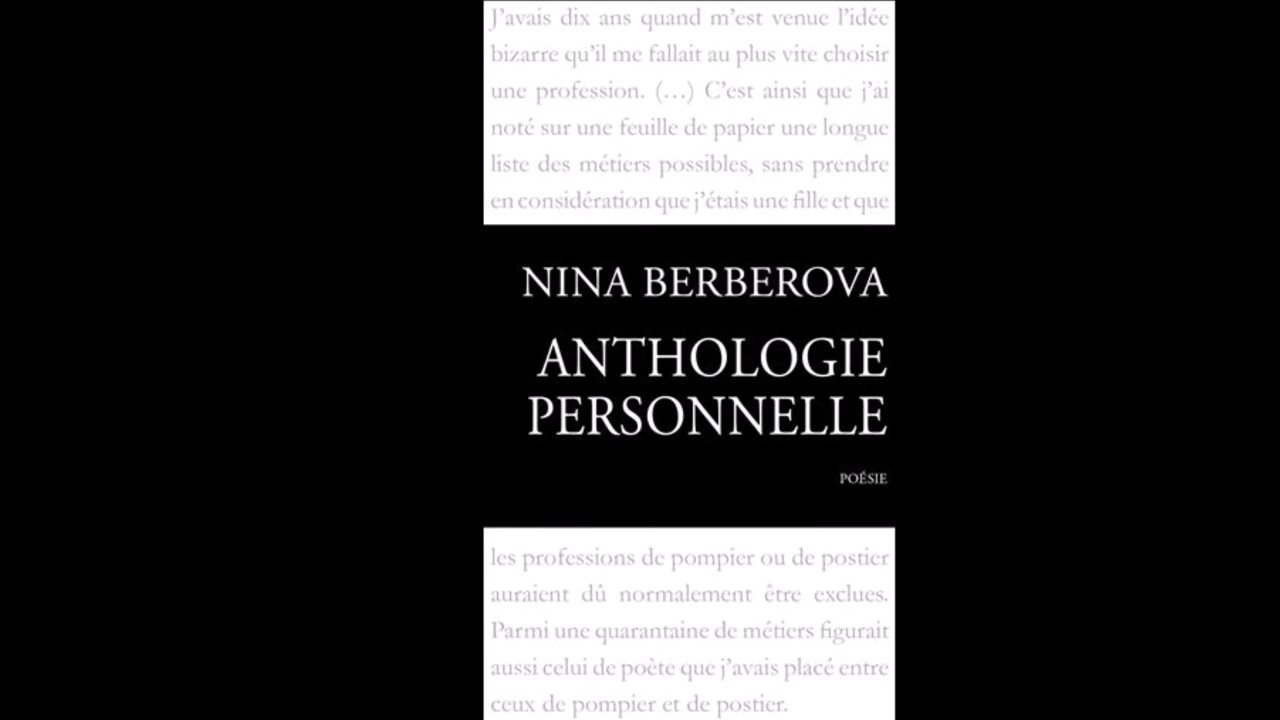 J'avais dix ans quand m'est venue l'idée
bizarre qu'il me fallait au plus vite choisir
une profession. (…) C'est ainsi que j'ai
noté sur une feuille de papier une longue
liste des métiers possibles, sans prendre
en considération que j'étais une fille et que
NINA BERBEROVA
ANTHOLOGIE
PERSONNELLE
POÉSIE
les professions de pompier ou de postier
auraient dû normalement être exclues.
Parmi une quarantaine de métiers figurait
aussi celui de poète que j'avais placé entre
ceux de pompier et de postier.